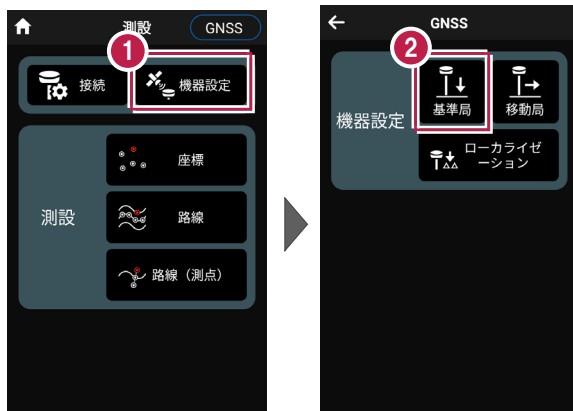 測設
GNSS
1
接続
機器設定
測設
座標
路線
路線（測点）
GNSS
2
機器設定
基準局
移動局
ローカライゼ
ーション